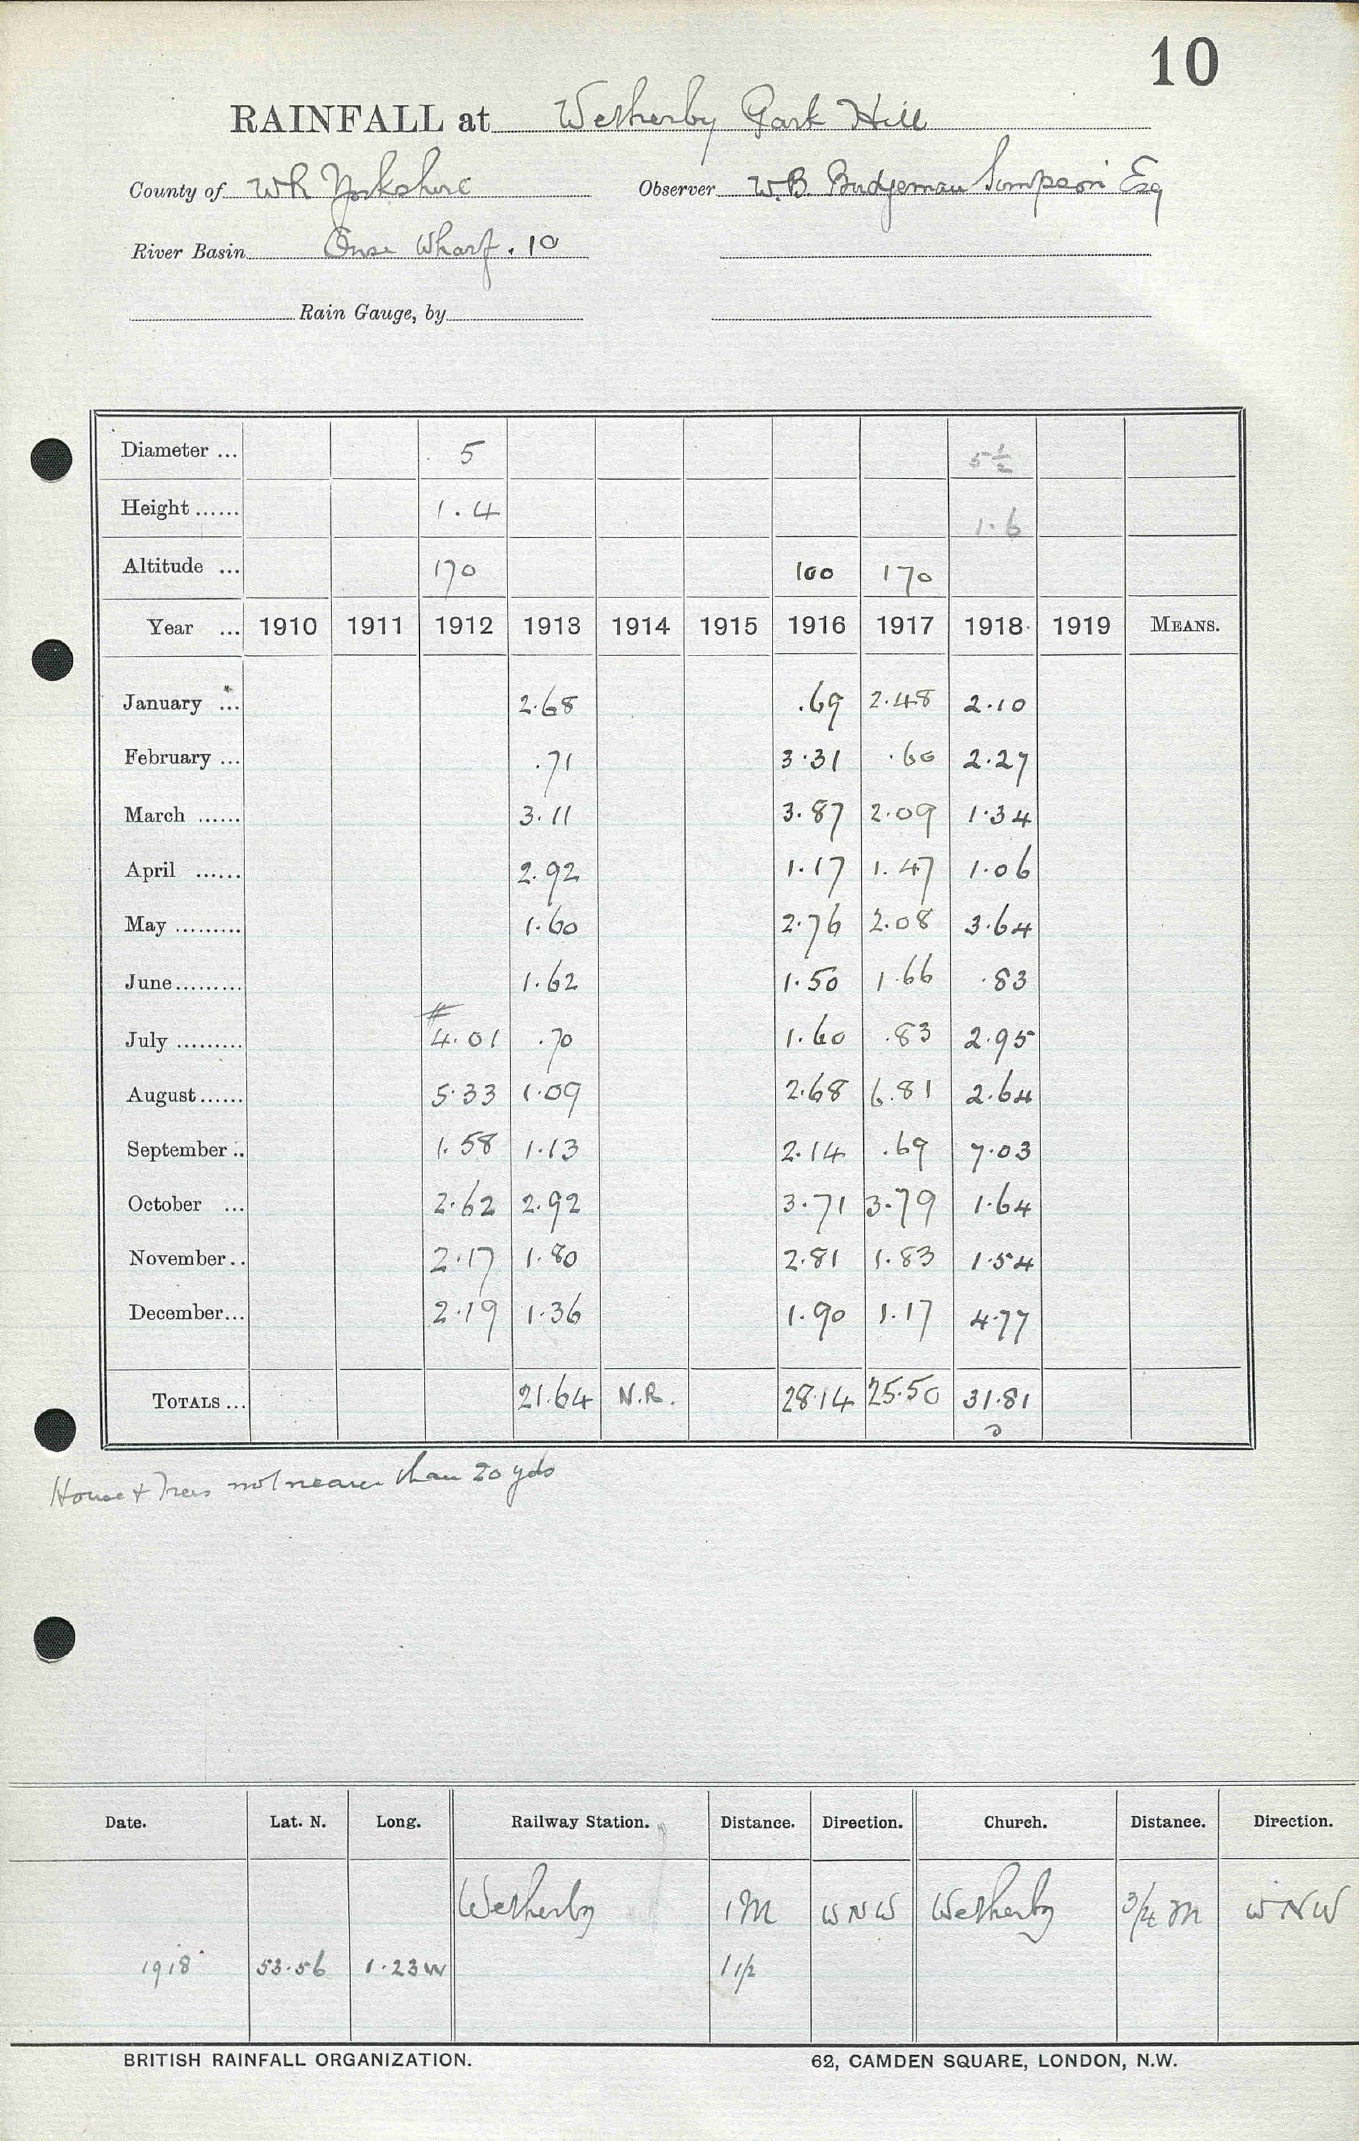 10
RAINFALL at Wetherby Park Hill
County of WR Yorkshire Observer W.B. Bridgeman Simpson Esq
River Basin Ouse Wharf. 10
Rain Gauge, by
Diameter ... 5 5 1/2
Height ...... 1.4 1.6
Altitude ... 170 100 170
Year ... 1910 1911 1912 1913 1914 1915 1916 1917 1918 1919 MEANS.
January ... 2.68 .69 2.48 2.10
February ... .71 3.31 .60 2.27
March ...... 3.11 3.87 2.09 1.34
April ...... 2.92 1.17 1.47 1.06
May ......... 1.60 2.76 2.08 3.64
June......... 1.62 1.50 1.66 .83
#
July ......... 4.01 .70 1.60 .83 2.95
August...... 5.33 1.09 2.68 6.81 2.64
September .. 1.58 1.13 2.14 .69 7.03
October ... 2.62 2.92 3.71 3.79 1.64
November .. 2.17 1.80 2.81 1.83 1.54
December... 2.19 1.36 1.90 1.17 4.77
TOTALS ... 21.64 N.R. 28.14 25.50 31.81
House & Trees not nearer than 20 yds
Date. Lat. N. Long. Railway Station. Distance. Direction. Church. Distance. Direction.
Wetherby 1 M WNW Wetherby 3/4 M WNW
1918 53.56 1.23W 1 1/2
BRITISH RAINFALL ORGANIZATION. 62, CAMDEN SQUARE, LONDON, N.W.